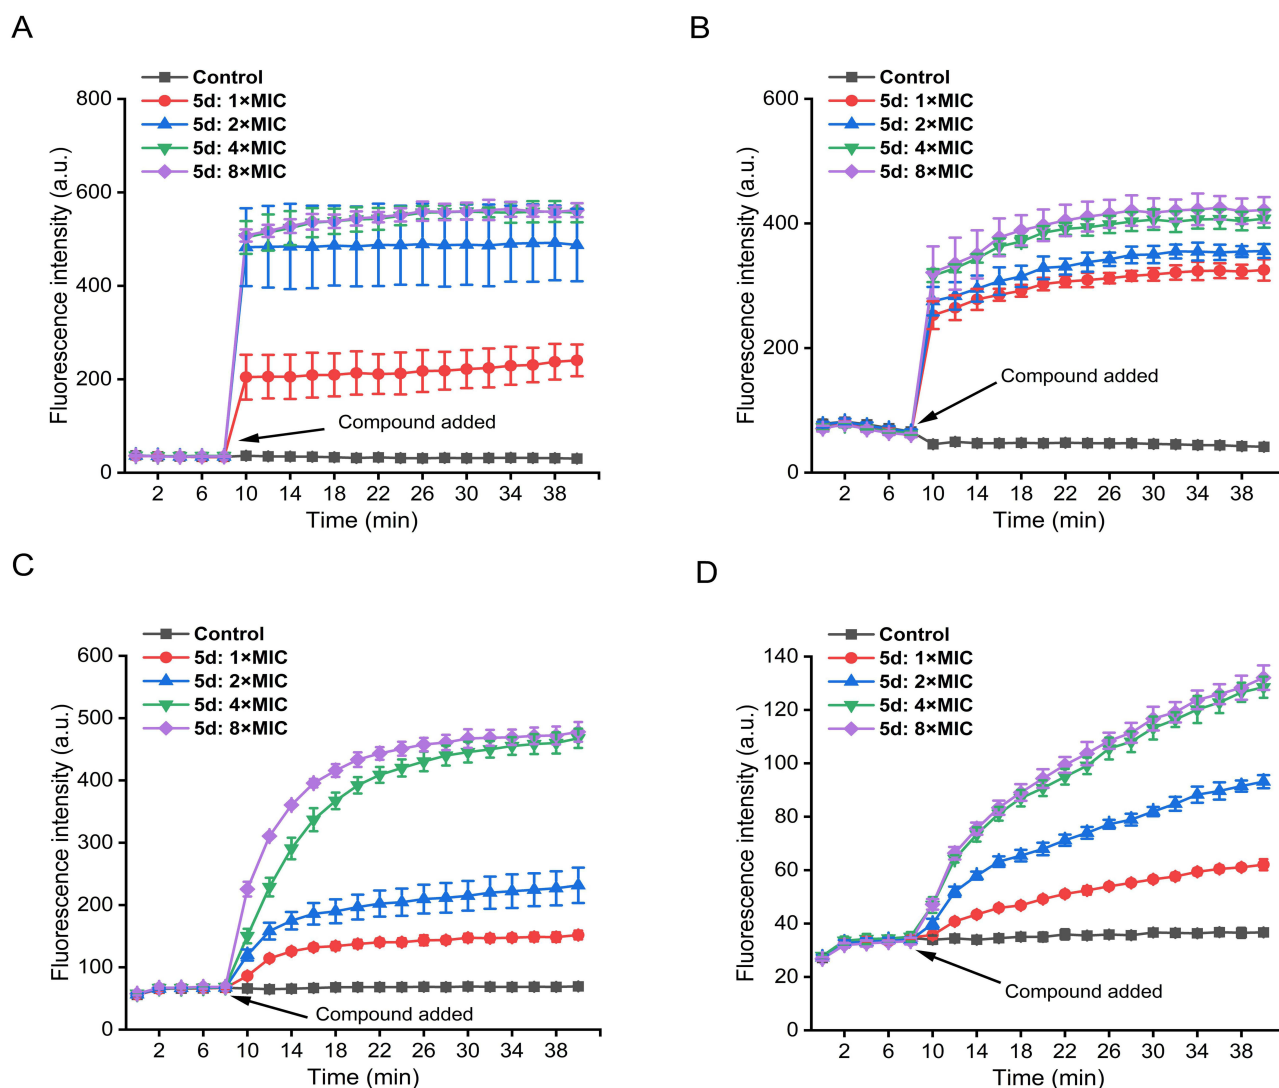 A
Control
5d: 1×MIC
5d: 2×MIC
5d: 4×MIC
5d: 8×MIC
800
600
400
200
0
Fluorescence intensity (a.u.)
Compound added
2 6 10 14 18 22 26 30 34 38
Time (min)
B
Control
5d: 1×MIC
5d: 2×MIC
5d: 4×MIC
5d: 8×MIC
600
400
200
0
Fluorescence intensity (a.u.)
Compound added
2 6 10 14 18 22 26 30 34 38
Time (min)
C
Control
5d: 1×MIC
5d: 2×MIC
5d: 4×MIC
5d: 8×MIC
600
500
400
300
200
100
0
Fluorescence intensity (a.u.)
Compound added
2 6 10 14 18 22 26 30 34 38
Time (min)
D
Control
5d: 1×MIC
5d: 2×MIC
5d: 4×MIC
5d: 8×MIC
140
120
100
80
60
40
20
0
Fluorescence intensity (a.u.)
Compound added
2 6 10 14 18 22 26 30 34 38
Time (min)